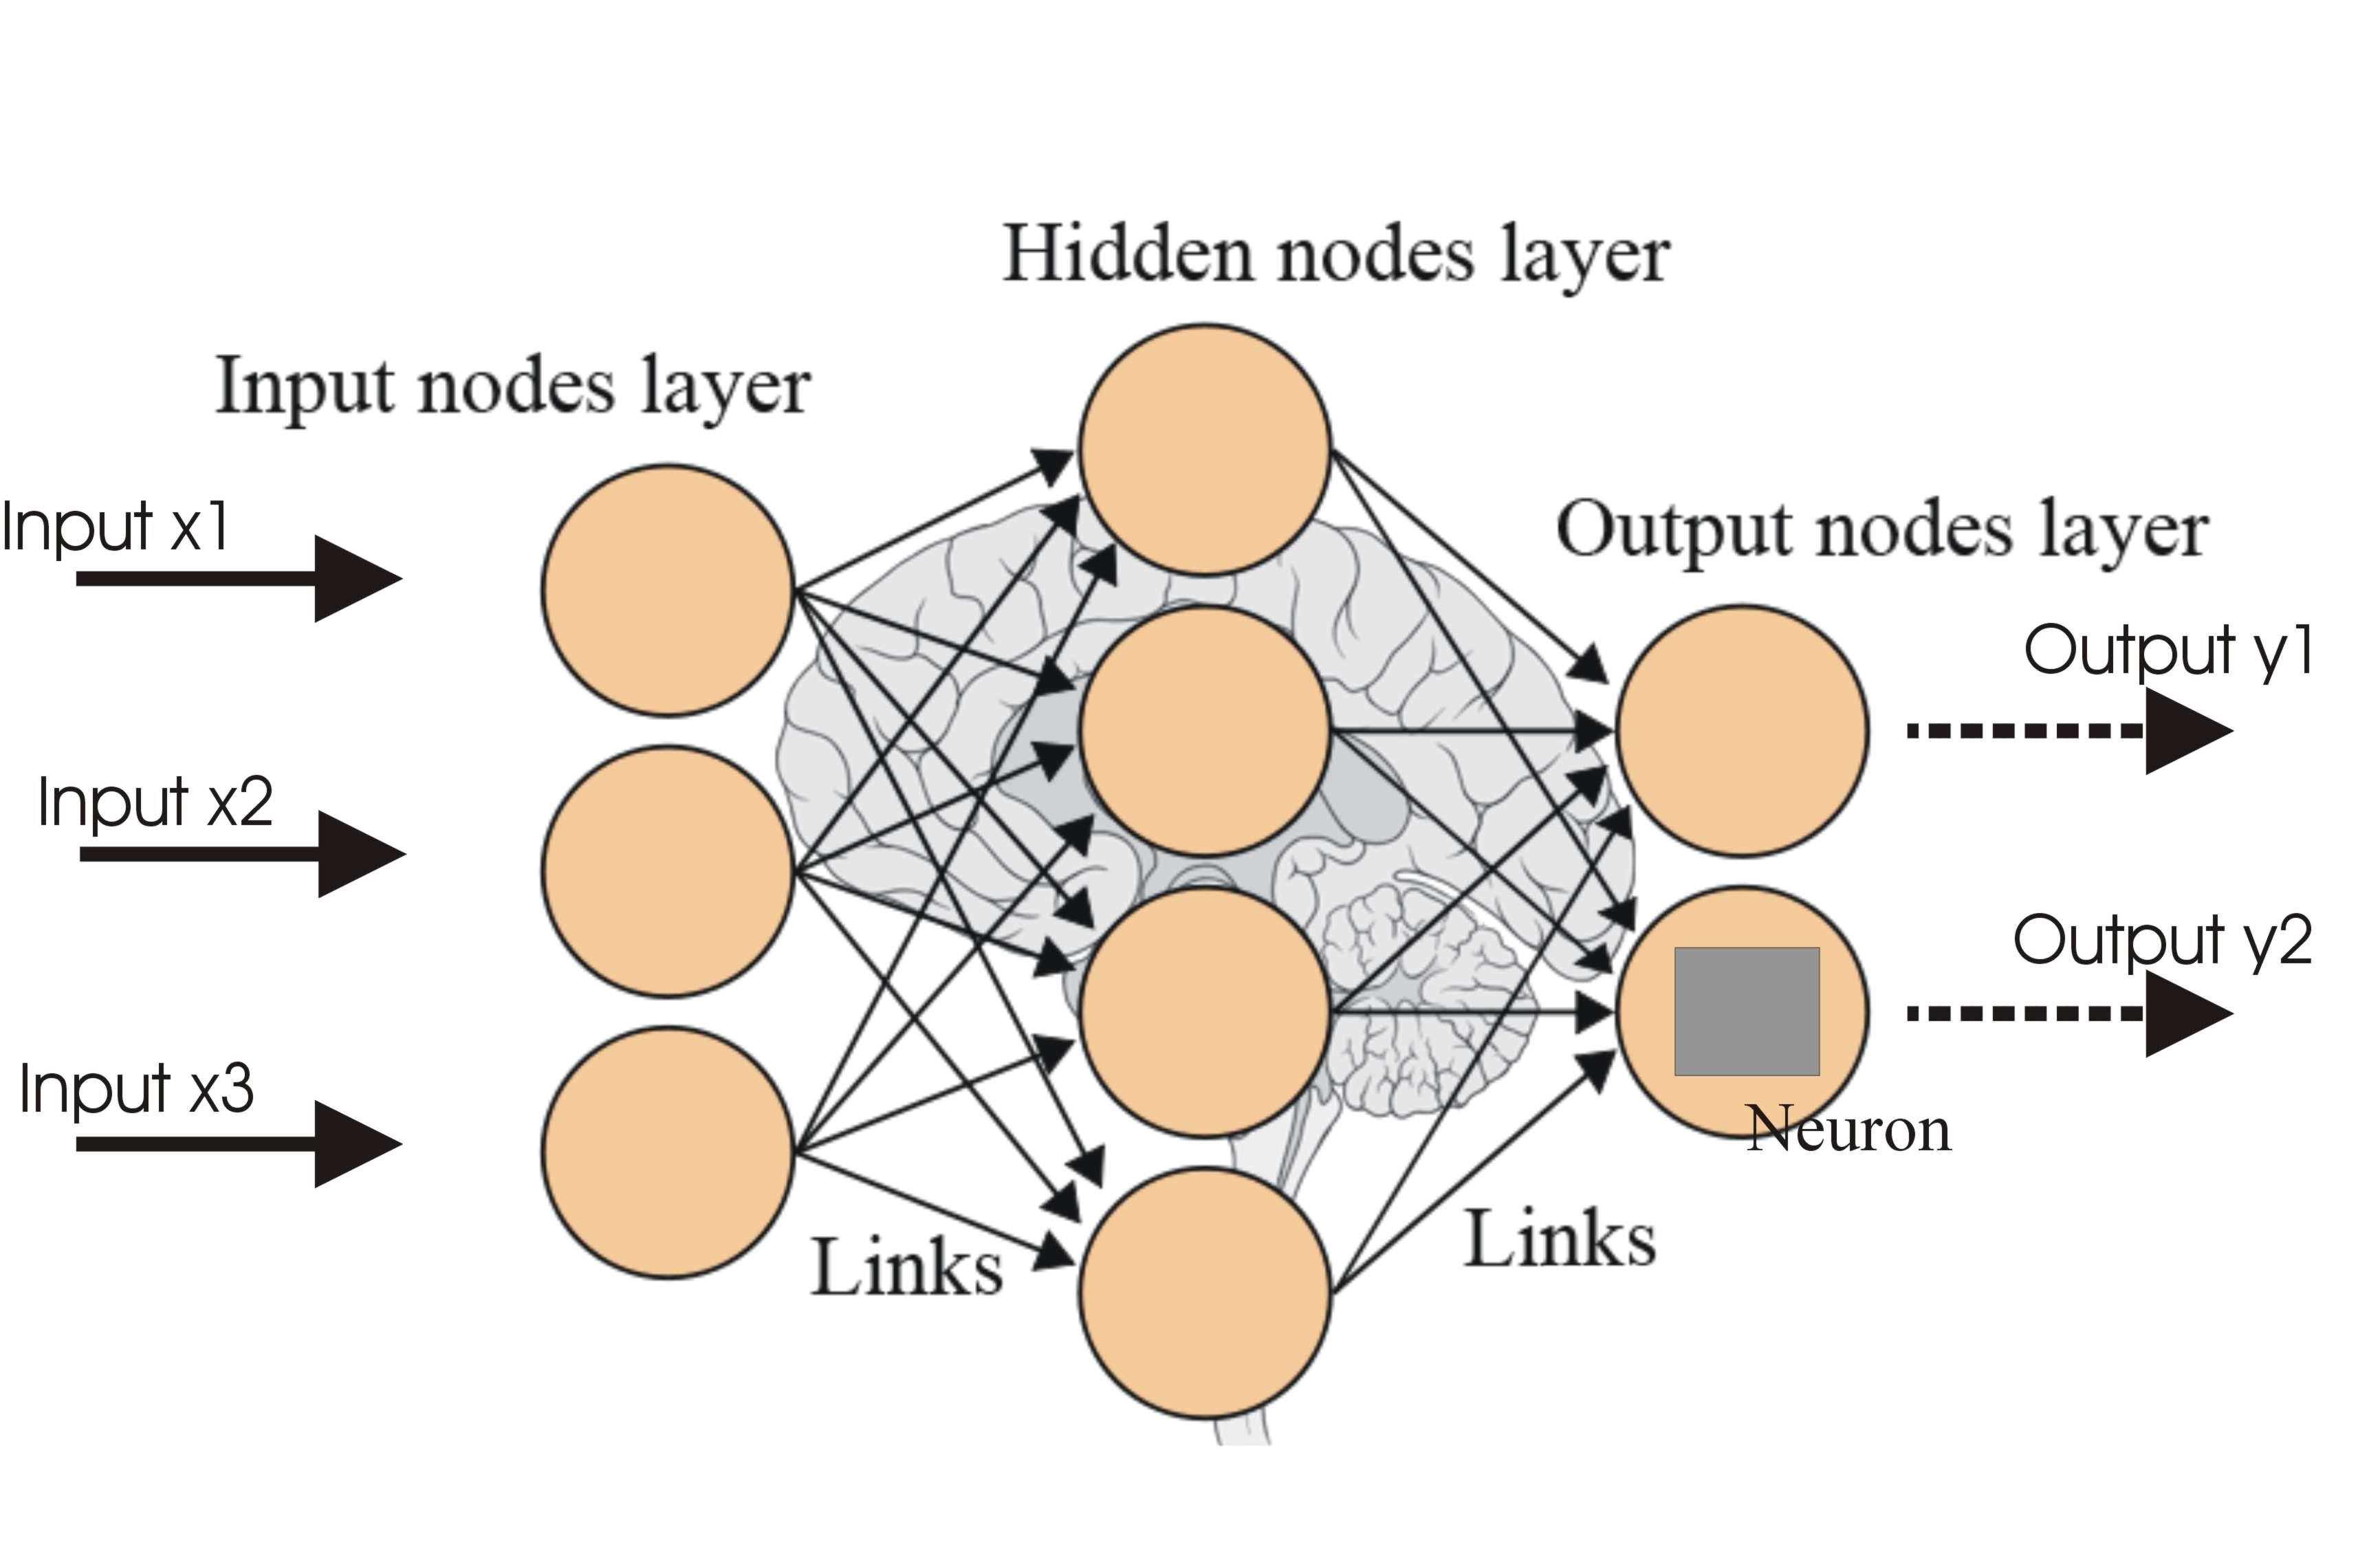 Hidden nodes layer
Input nodes layer
Input x1
Output nodes layer
Output y1
Input x2
Output y2
Input x3
Neuron
Links
Links